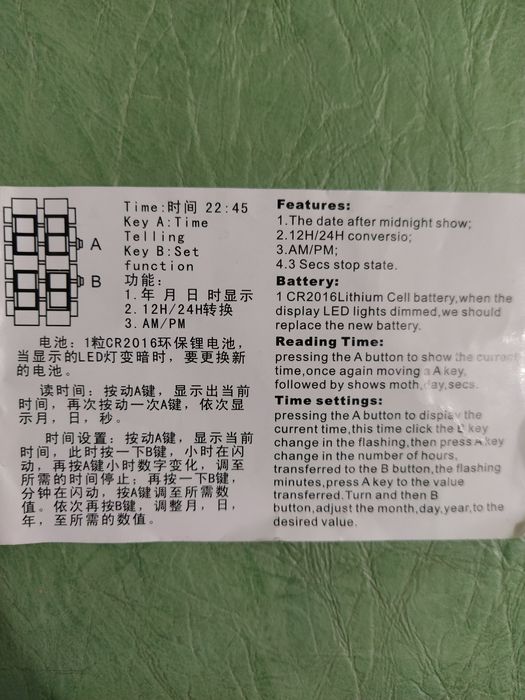 Time:时间 22:45
Key A:Time
Telling
Key B:Set
function
功能:
1.年 月 日 时显示
2.12H/24H转换
3.AM/PM
A
B
电池: 1粒CR2016环保锂电池,
当显示的LED灯变暗时, 要更换新
的电池。
读时间: 按动A键, 显示出当前
时间, 再次按动一次A键, 依次显
示月, 日, 秒。
时间设置: 按动A键, 显示当前
时间, 此时按一下B键, 小时在闪
动, 再按A键小时数字变化, 调至
所需的时间停止; 再按一下B键,
分钟在闪动, 按A键调至所需数
值。依次再按B键, 调整月, 日,
年, 至所需的数值。
Features:
1.The date after midnight show;
2.12H/24H conversio;
3.AM/PM;
4.3 Secs stop state.
Battery:
1 CR2016Lithium Cell battery,when the
display LED lights dimmed,we should
replace the new battery.
Reading Time:
pressing the A button to show the current
time,once again moving a A key,
followed by shows moth,day,secs.
Time settings:
pressing the A button to display the
current time,this time click the B key
change in the flashing,then press A key
change in the number of hours,
transferred to the B button,the flashing
minutes,press A key to the value
transferred.Turn and then B
button,adjust the month,day,year,to the
desired value.